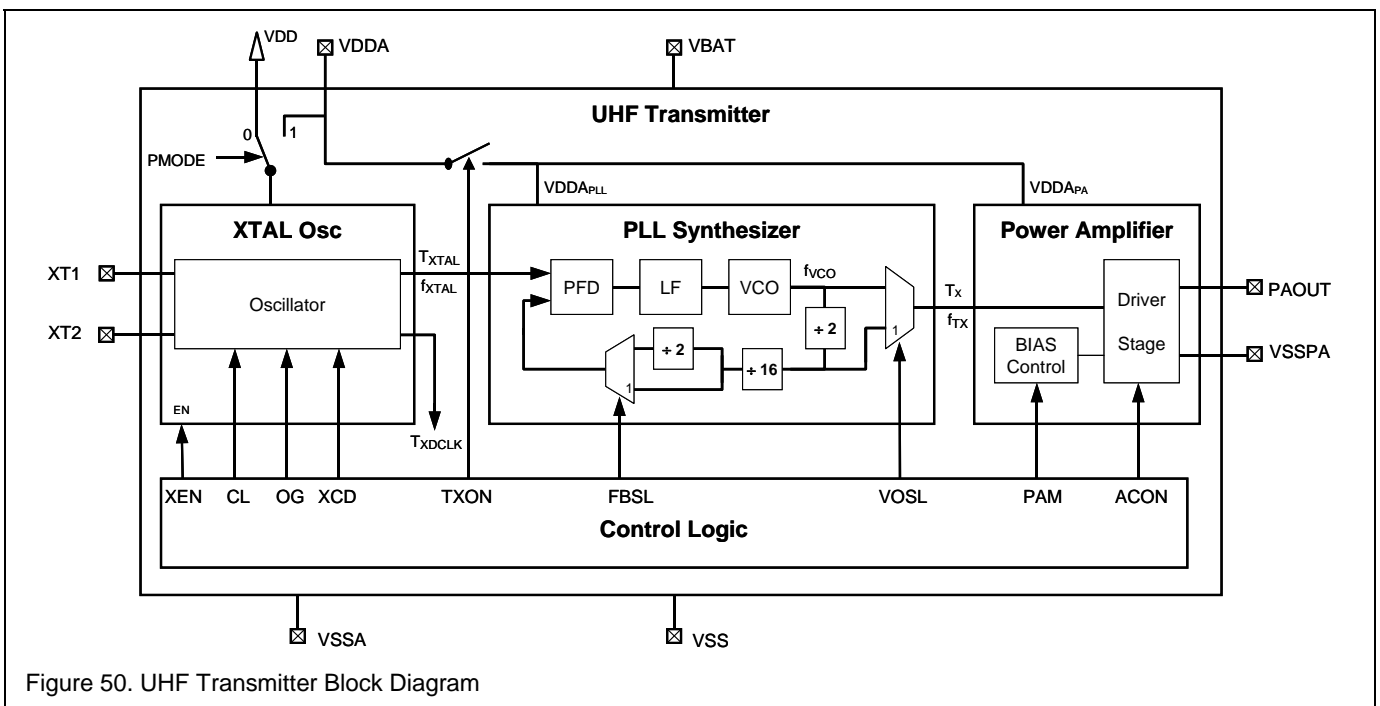 VDD
VDDA
VBAT
UHF Transmitter
0
1
PMODE
VDDAPLL
VDDAPA
XTAL Osc
PLL Synthesizer
Power Amplifier
XT1
XT2
Oscillator
TXTAL
fXTAL
PFD
LF
VCO
fVCO
÷ 2
1
÷ 2
÷ 16
1
TX
fTX
BIAS
Control
Driver
Stage
PAOUT
VSSPA
EN
TXDCLK
XEN CL OG XCD TXON FBSL VOSL PAM ACON
Control Logic
VSSA
VSS
Figure 50. UHF Transmitter Block Diagram